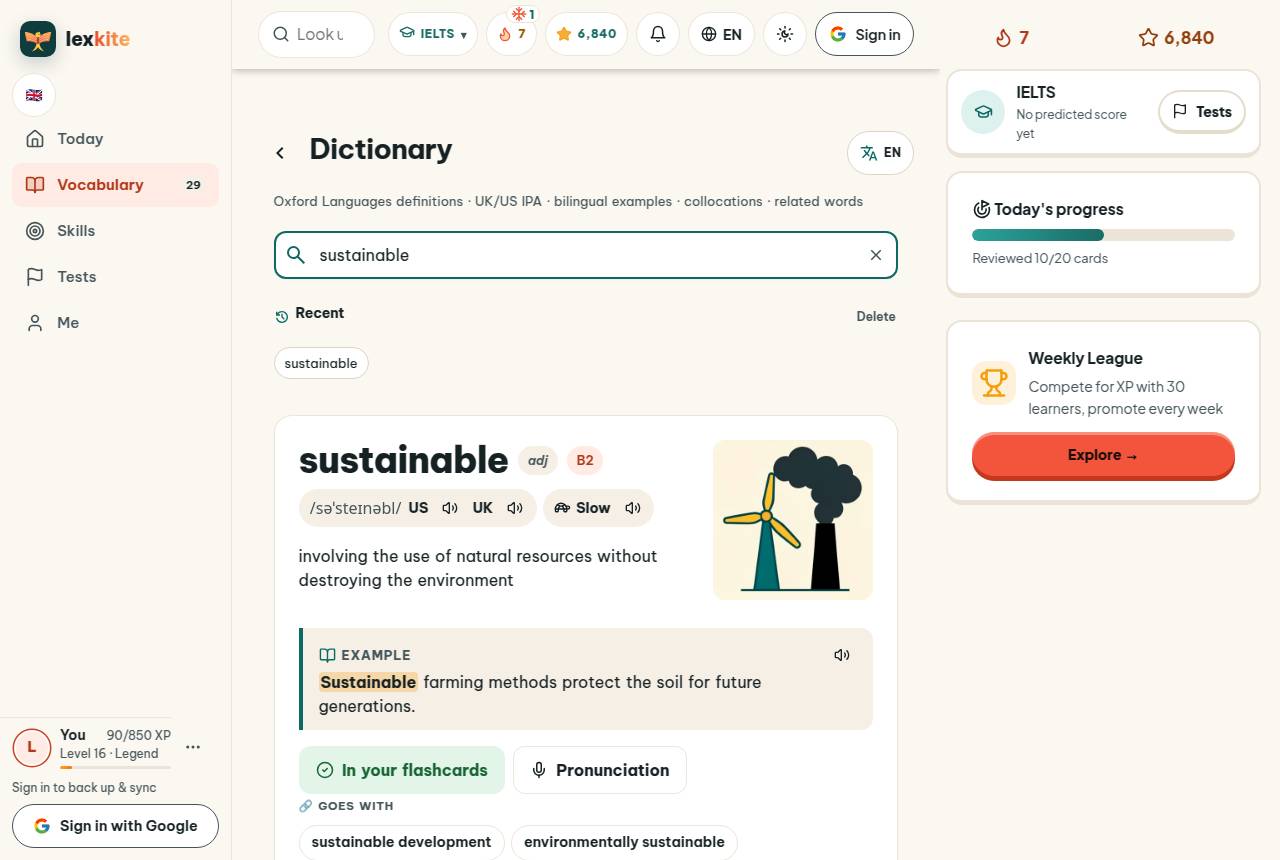 lexkite
Today
Vocabulary 29
Skills
Tests
Me
You 90/850 XP
Level 16 · Legend
Sign in to back up & sync
Sign in with Google
IELTS ▾
1
7
6,840
EN
Sign in
Dictionary
EN
Oxford Languages definitions · UK/US IPA · bilingual examples · collocations · related words
sustainable
Recent
Delete
sustainable
sustainable adj B2
/səˈsteɪnəbl/ US UK Slow
involving the use of natural resources without
destroying the environment
EXAMPLE
Sustainable farming methods protect the soil for future
generations.
In your flashcards
Pronunciation
GOES WITH
sustainable development
environmentally sustainable
7
6,840
IELTS
No predicted score
yet
Tests
Today's progress
Reviewed 10/20 cards
Weekly League
Compete for XP with 30
learners, promote every week
Explore →
L